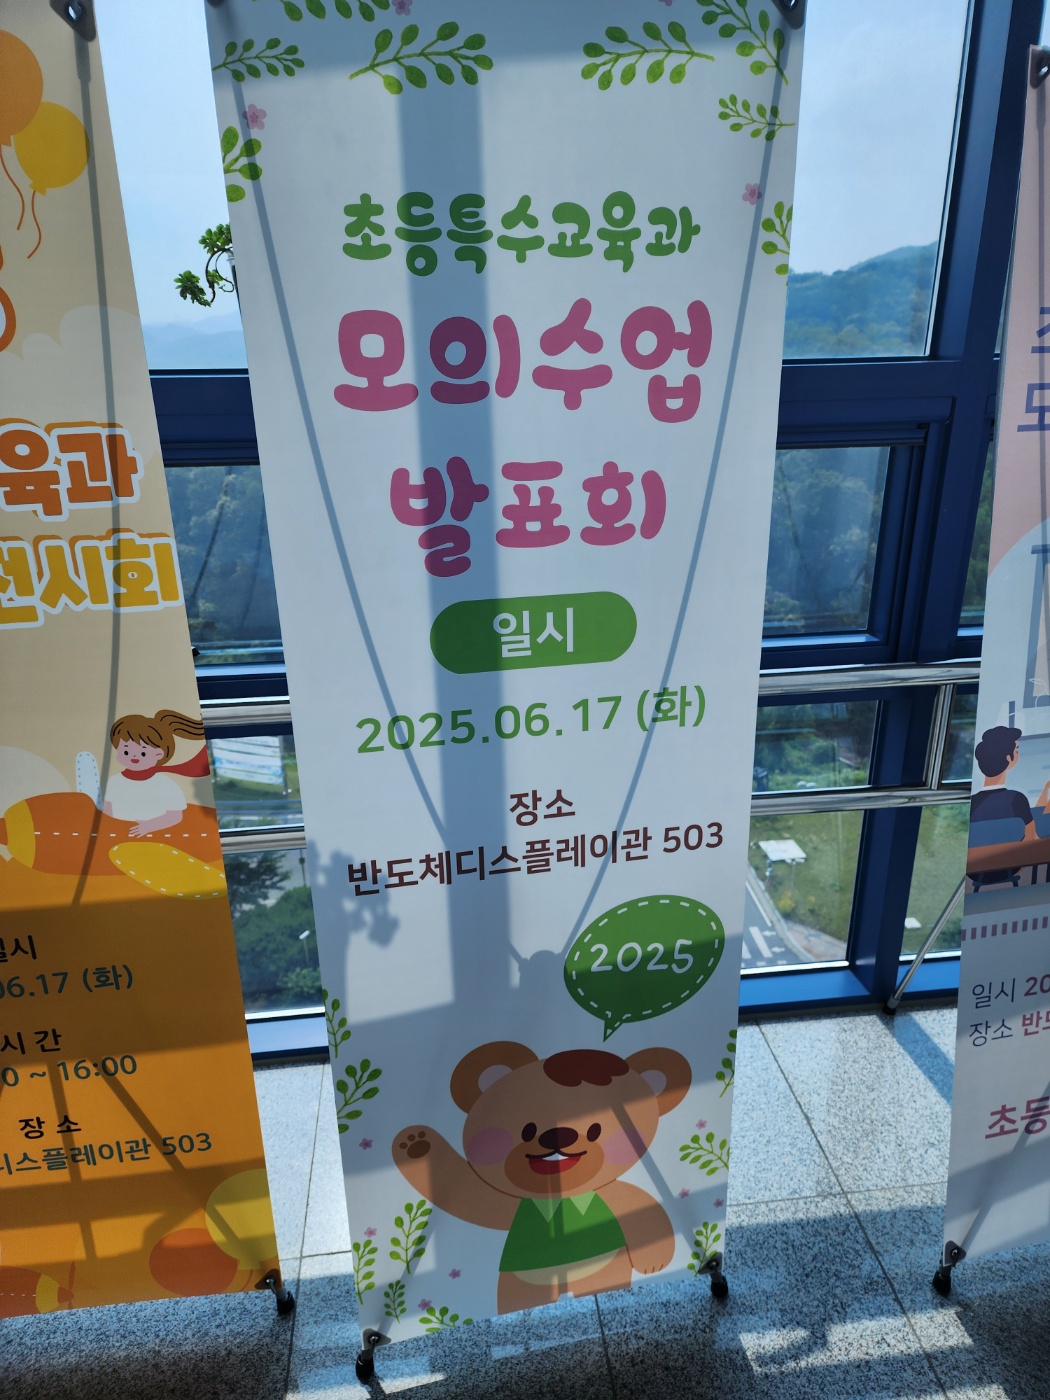 육과
전시회
일시
06.17 (화)
시 간
0 ~ 16:00
장 소
디스플레이관 503
초등특수교육과
모의수업
발표회
일시
2025.06.17 (화)
장소
반도체디스플레이관 503
2025
일시 20
장소 반도
초등